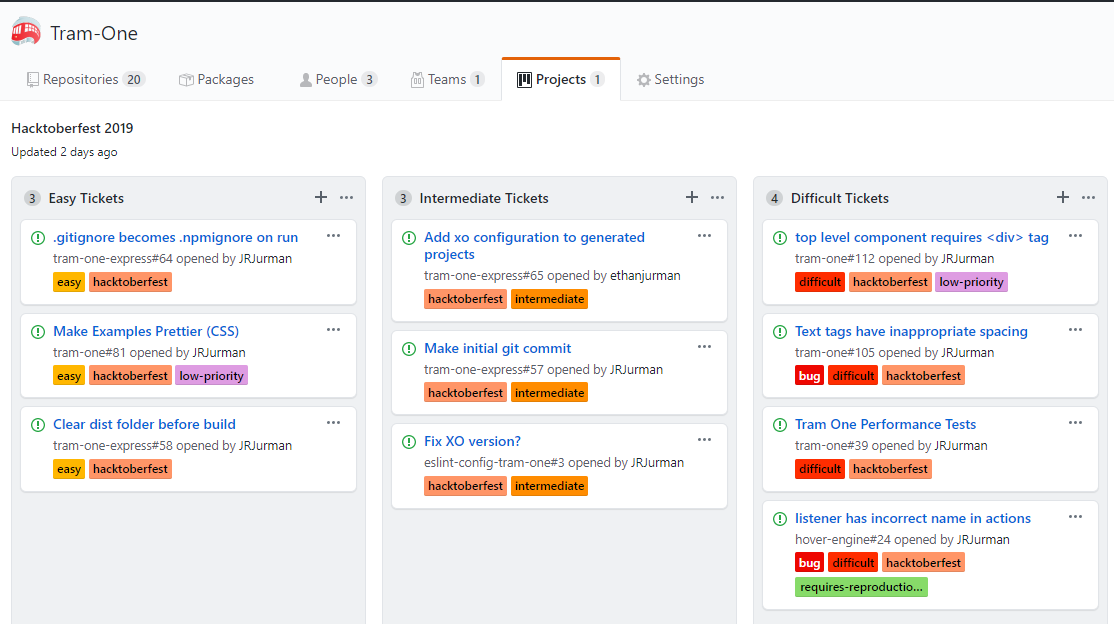 Tram-One
Repositories 20 Packages People 3 Teams 1 Projects 1 Settings
Hacktoberfest 2019
Updated 2 days ago
3 Easy Tickets
.gitignore becomes .npmignore on run
tram-one-express#64 opened by JRJurman
easy hacktoberfest
Make Examples Prettier (CSS)
tram-one#81 opened by JRJurman
easy hacktoberfest low-priority
Clear dist folder before build
tram-one-express#58 opened by JRJurman
easy hacktoberfest
3 Intermediate Tickets
Add xo configuration to generated
projects
tram-one-express#65 opened by ethanjurman
hacktoberfest intermediate
Make initial git commit
tram-one-express#57 opened by JRJurman
hacktoberfest intermediate
Fix XO version?
eslint-config-tram-one#3 opened by JRJurman
hacktoberfest intermediate
4 Difficult Tickets
top level component requires <div> tag
tram-one#112 opened by JRJurman
difficult hacktoberfest low-priority
Text tags have inappropriate spacing
tram-one#105 opened by JRJurman
bug difficult hacktoberfest
Tram One Performance Tests
tram-one#39 opened by JRJurman
difficult hacktoberfest
listener has incorrect name in actions
hover-engine#24 opened by JRJurman
bug difficult hacktoberfest
requires-reproductio...